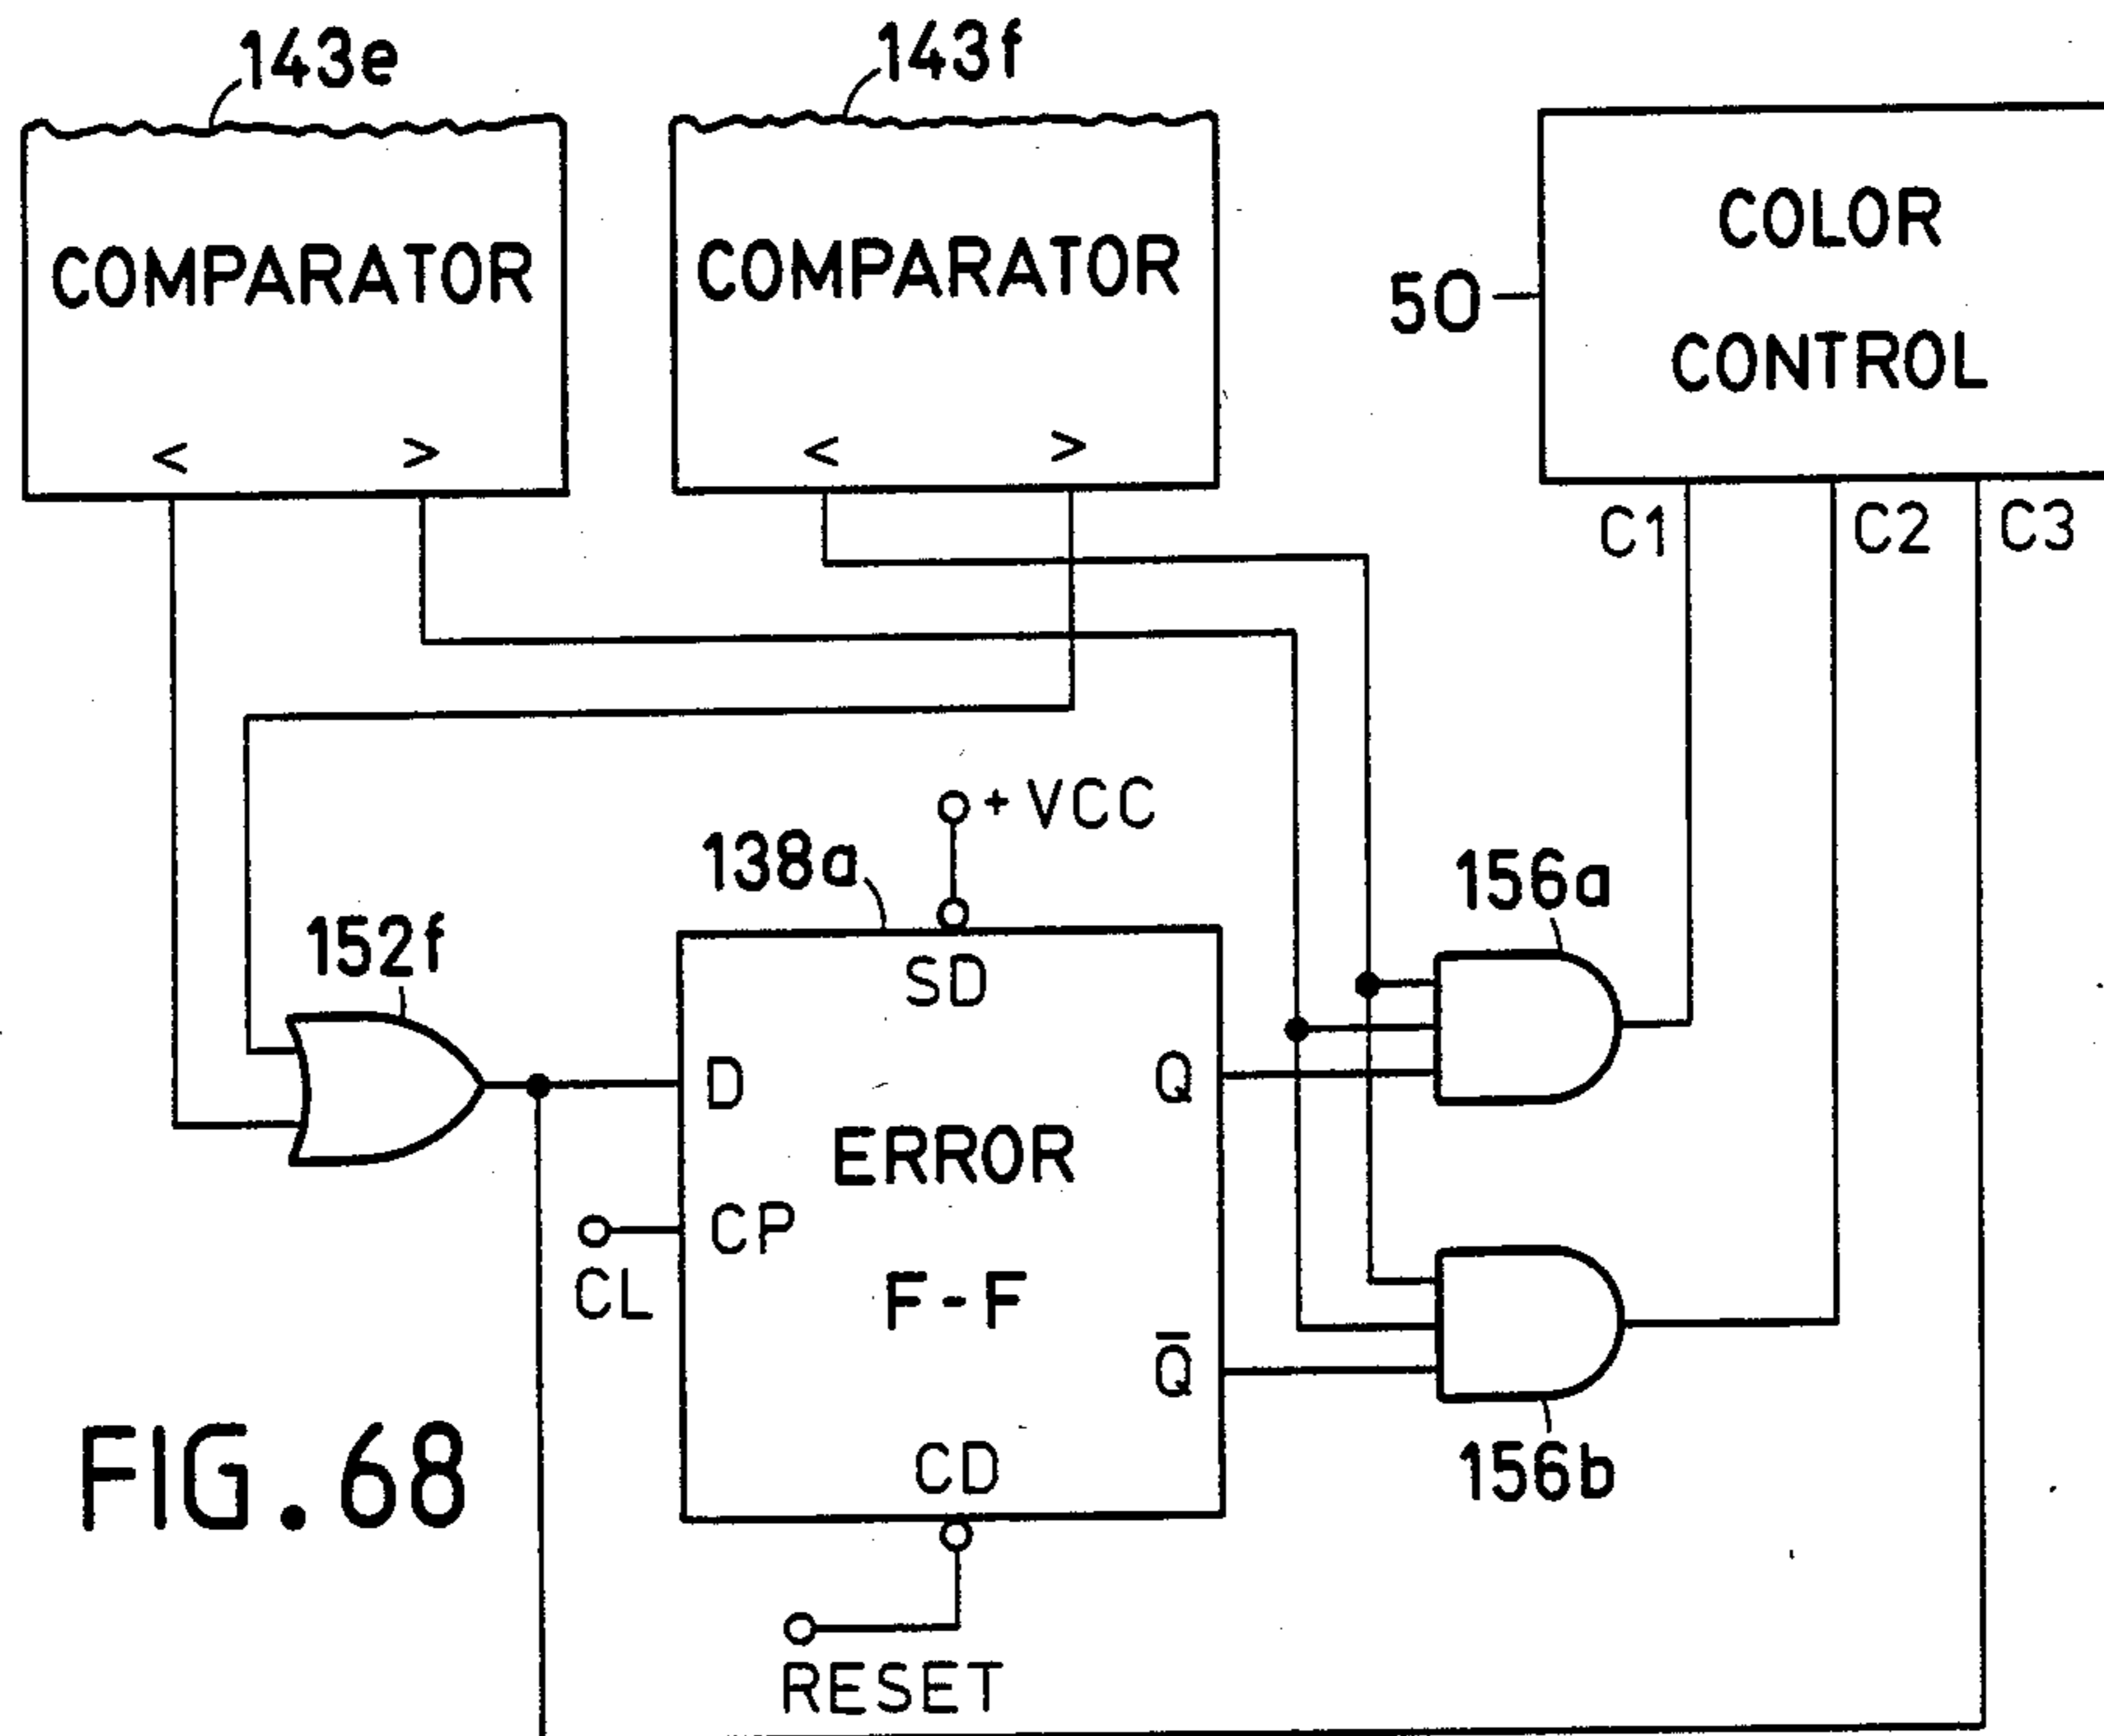 143e
143f
COMPARATOR
< >
COMPARATOR
< >
COLOR
CONTROL
50
C1
C2
C3
+VCC
138a
152f
156a
SD
D
Q
ERROR
CP
CL
F-F
Q̅
CD
156b
FIG. 68
RESET